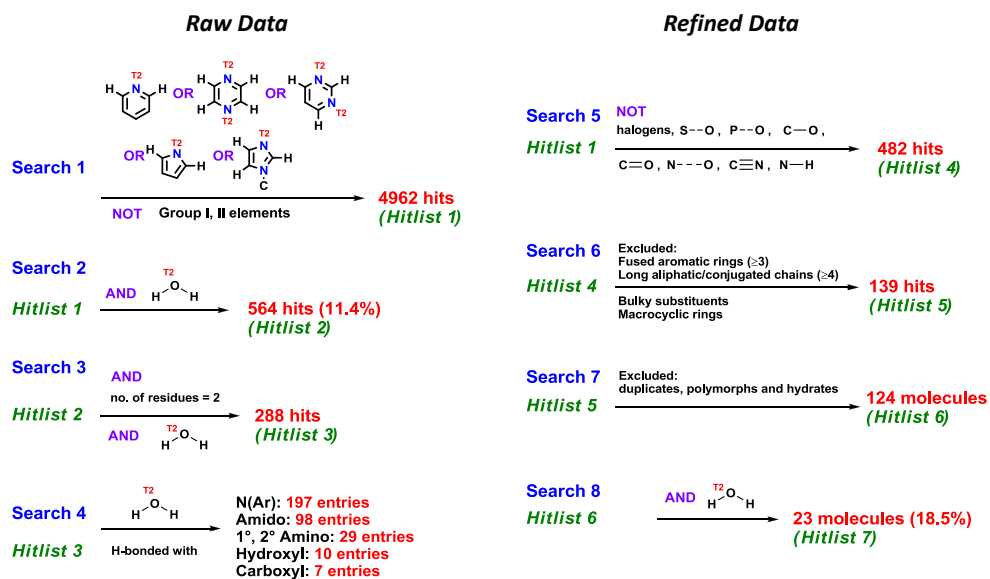 Raw Data
T2
H N H
OR
T2
H N H
H N H
T2
OR
T2
N H
H N T2
H
Search 1
OR
T2
H N H
OR
T2
N
H H
N
C
NOT Group I, II elements
4962 hits
(Hitlist 1)
Search 2
Hitlist 1
AND
T2
H O H
564 hits (11.4%)
(Hitlist 2)
Search 3
Hitlist 2
AND
no. of residues = 2
AND
T2
H O H
288 hits
(Hitlist 3)
Search 4
Hitlist 3
T2
H O H
H-bonded with
N(Ar): 197 entries
Amido: 98 entries
1°, 2° Amino: 29 entries
Hydroxyl: 10 entries
Carboxyl: 7 entries
Refined Data
Search 5
Hitlist 1
NOT
halogens, S--O, P--O, C—O,
C=O, N---O, C≡N, N—H
482 hits
(Hitlist 4)
Search 6
Hitlist 4
Excluded:
Fused aromatic rings (≥3)
Long aliphatic/conjugated chains (≥4)
Bulky substituents
Macrocyclic rings
139 hits
(Hitlist 5)
Search 7
Hitlist 5
Excluded:
duplicates, polymorphs and hydrates
124 molecules
(Hitlist 6)
Search 8
Hitlist 6
AND
T2
H O H
23 molecules (18.5%)
(Hitlist 7)